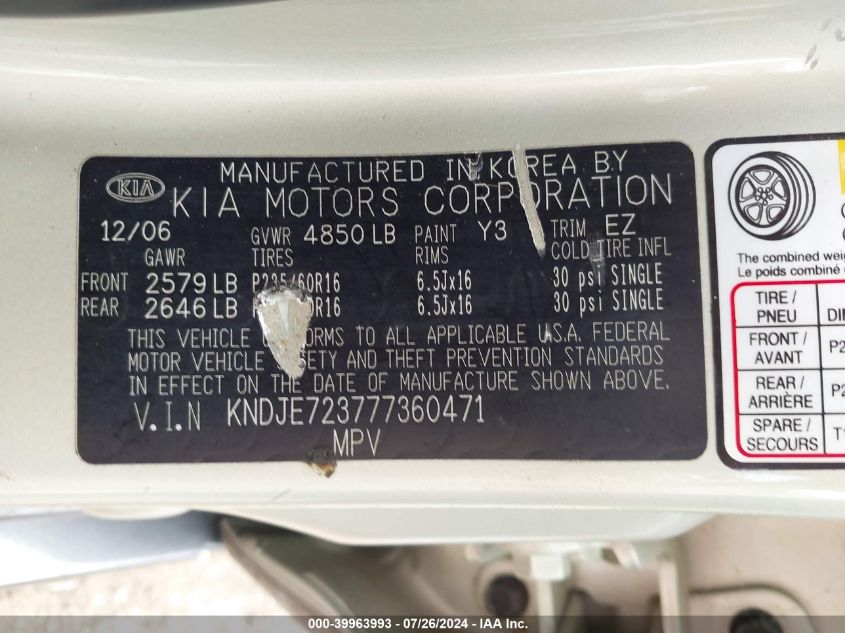 KIA
MANUFACTURED IN KOREA BY
KIA MOTORS CORPORATION
12/06 GVWR 4850 LB PAINT Y3 TRIM EZ
GAWR TIRES RIMS COLD TIRE INFL
FRONT 2579 LB P235/60R16 6.5Jx16 30 psi SINGLE
REAR 2646 LB 60R16 6.5Jx16 30 psi SINGLE
THIS VEHICLE CONFORMS TO ALL APPLICABLE U.S.A. FEDERAL
MOTOR VEHICLE SAFETY AND THEFT PREVENTION STANDARDS
IN EFFECT ON THE DATE OF MANUFACTURE SHOWN ABOVE.
V.I.N KNDJE723777360471
MPV
The combined
Le poids combiné
TIRE /
PNEU
FRONT /
AVANT
REAR /
ARRIÈRE
SPARE /
SECOURS
000-39963993 / 07/26/2024 / IAA Inc.